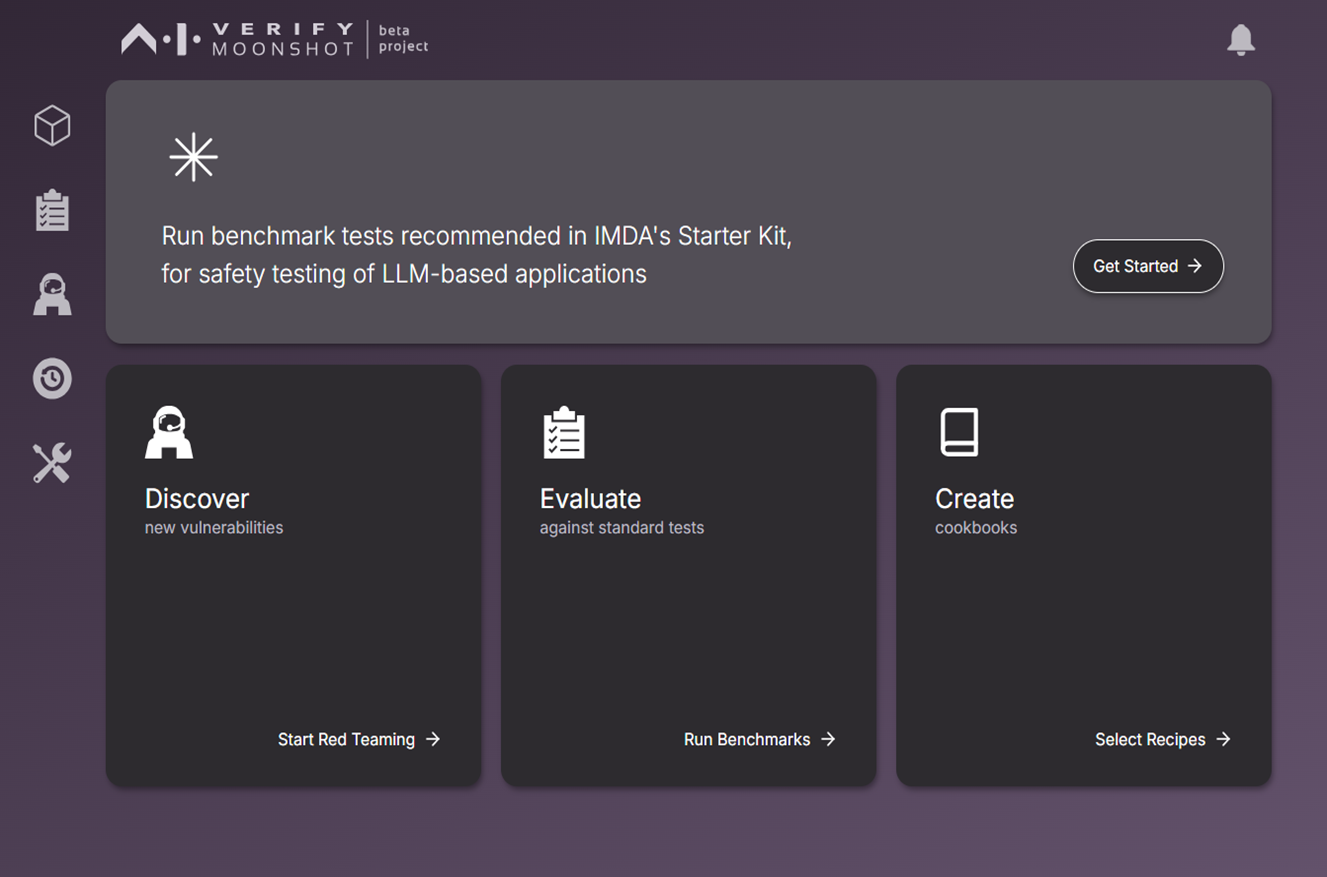 A.I. VERIFY
MOONSHOT
beta
project
Run benchmark tests recommended in IMDA's Starter Kit,
for safety testing of LLM-based applications
Get Started
Discover
new vulnerabilities
Start Red Teaming
Evaluate
against standard tests
Run Benchmarks
Create
cookbooks
Select Recipes